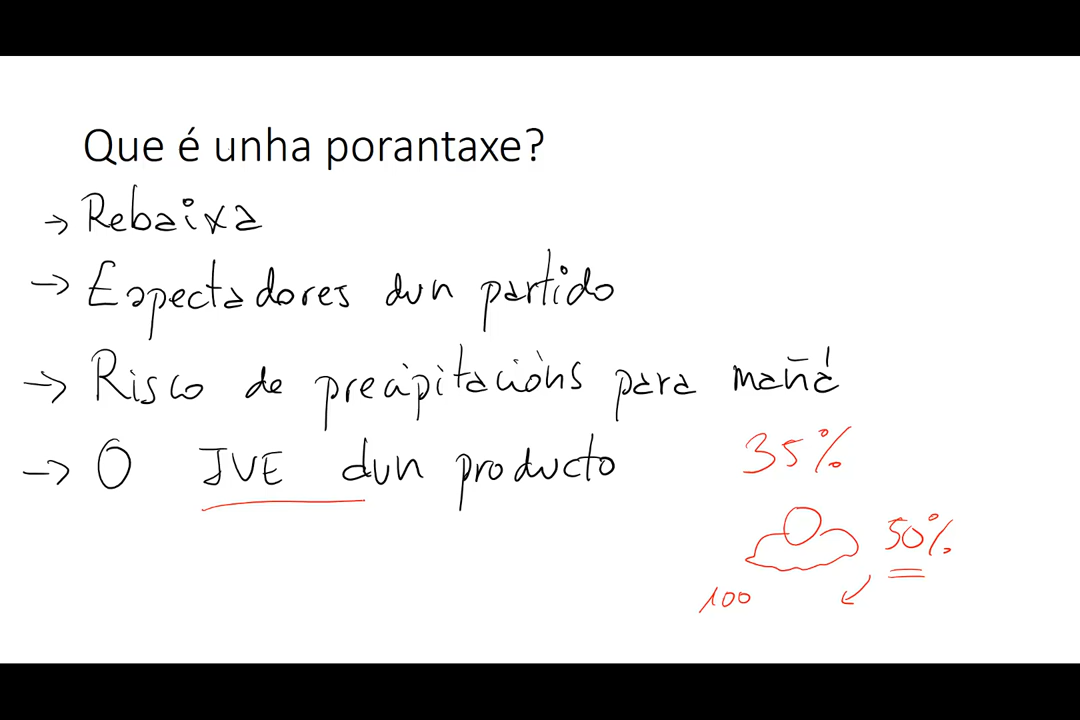 Que é unha porantaxe?
→ Rebaixa
→ Espectadores dun partido
→ Risco de precipitacións para mañá
→ O IVE dun producto
35%
50%
100